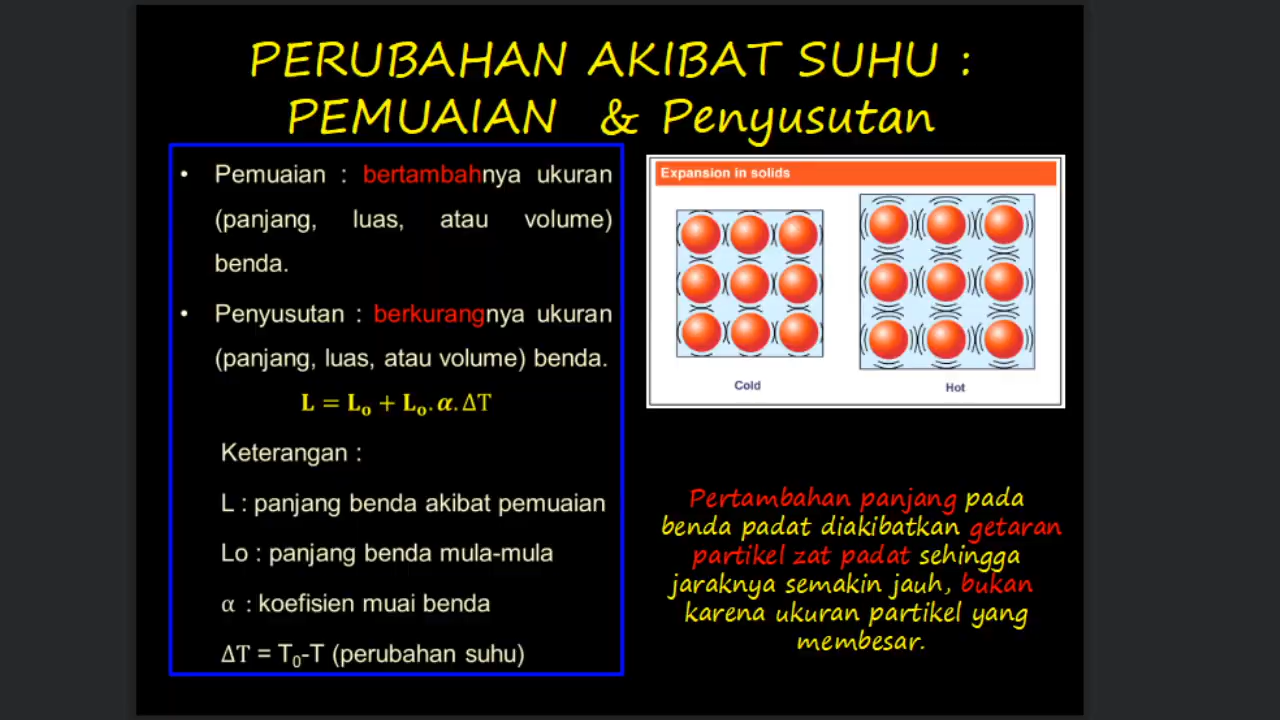 PERUBAHAN AKIBAT SUHU :
PEMUAIAN & Penyusutan
• Pemuaian : bertambahnya ukuran
(panjang, luas, atau volume)
benda.
• Penyusutan : berkurangnya ukuran
(panjang, luas, atau volume) benda.
L = L₀ + L₀.α.ΔT
Keterangan :
L : panjang benda akibat pemuaian
Lo : panjang benda mula-mula
α : koefisien muai benda
ΔT = T₀-T (perubahan suhu)
Expansion in solids
Cold
Hot
Pertambahan panjang pada
benda padat diakibatkan getaran
partikel zat padat sehingga
jaraknya semakin jauh, bukan
karena ukuran partikel yang
membesar.